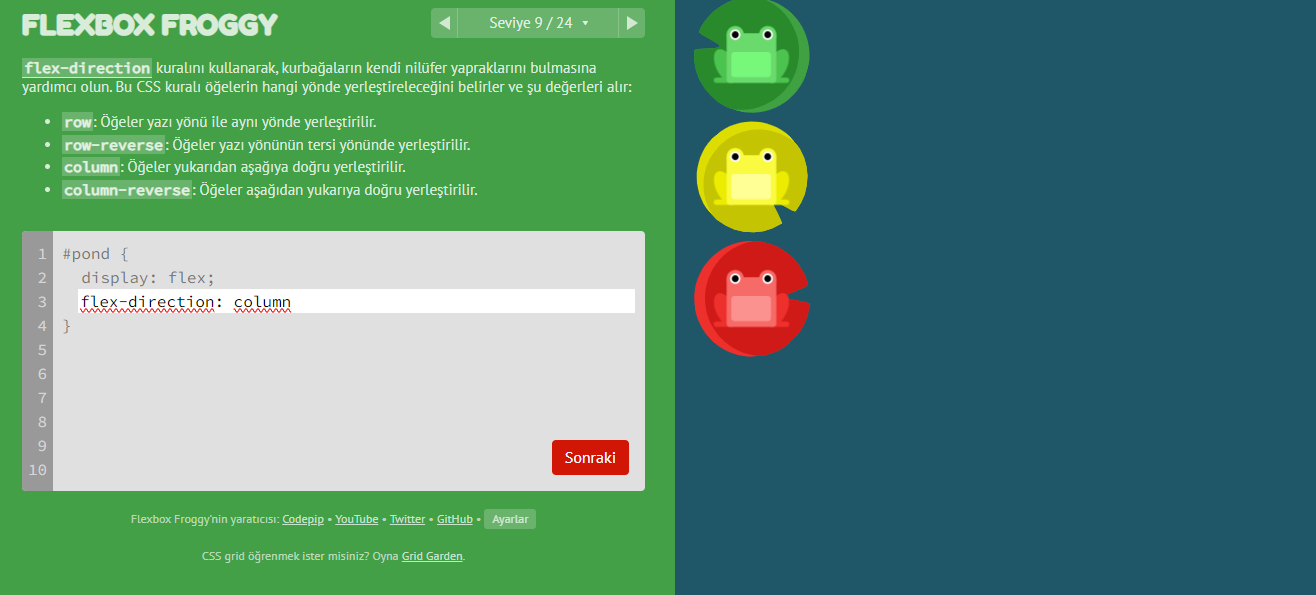 FLEXBOX FROGGY
Seviye 9 / 24
flex-direction kuralını kullanarak, kurbağaların kendi nilüfer yapraklarını bulmasına
yardımcı olun. Bu CSS kuralı öğelerin hangi yönde yerleştireleceğini belirler ve şu değerleri alır:
row: Öğeler yazı yönü ile aynı yönde yerleştirilir.
row-reverse: Öğeler yazı yönünün tersi yönünde yerleştirilir.
column: Öğeler yukarıdan aşağıya doğru yerleştirilir.
column-reverse: Öğeler aşağıdan yukarıya doğru yerleştirilir.
1 #pond {
2 display: flex;
3 flex-direction: column
4 }
5
6
7
8
9
10
Sonraki
Flexbox Froggy'nin yaratıcısı: Codepip • YouTube • Twitter • GitHub • Ayarlar
CSS grid öğrenmek ister misiniz? Oyna Grid Garden.